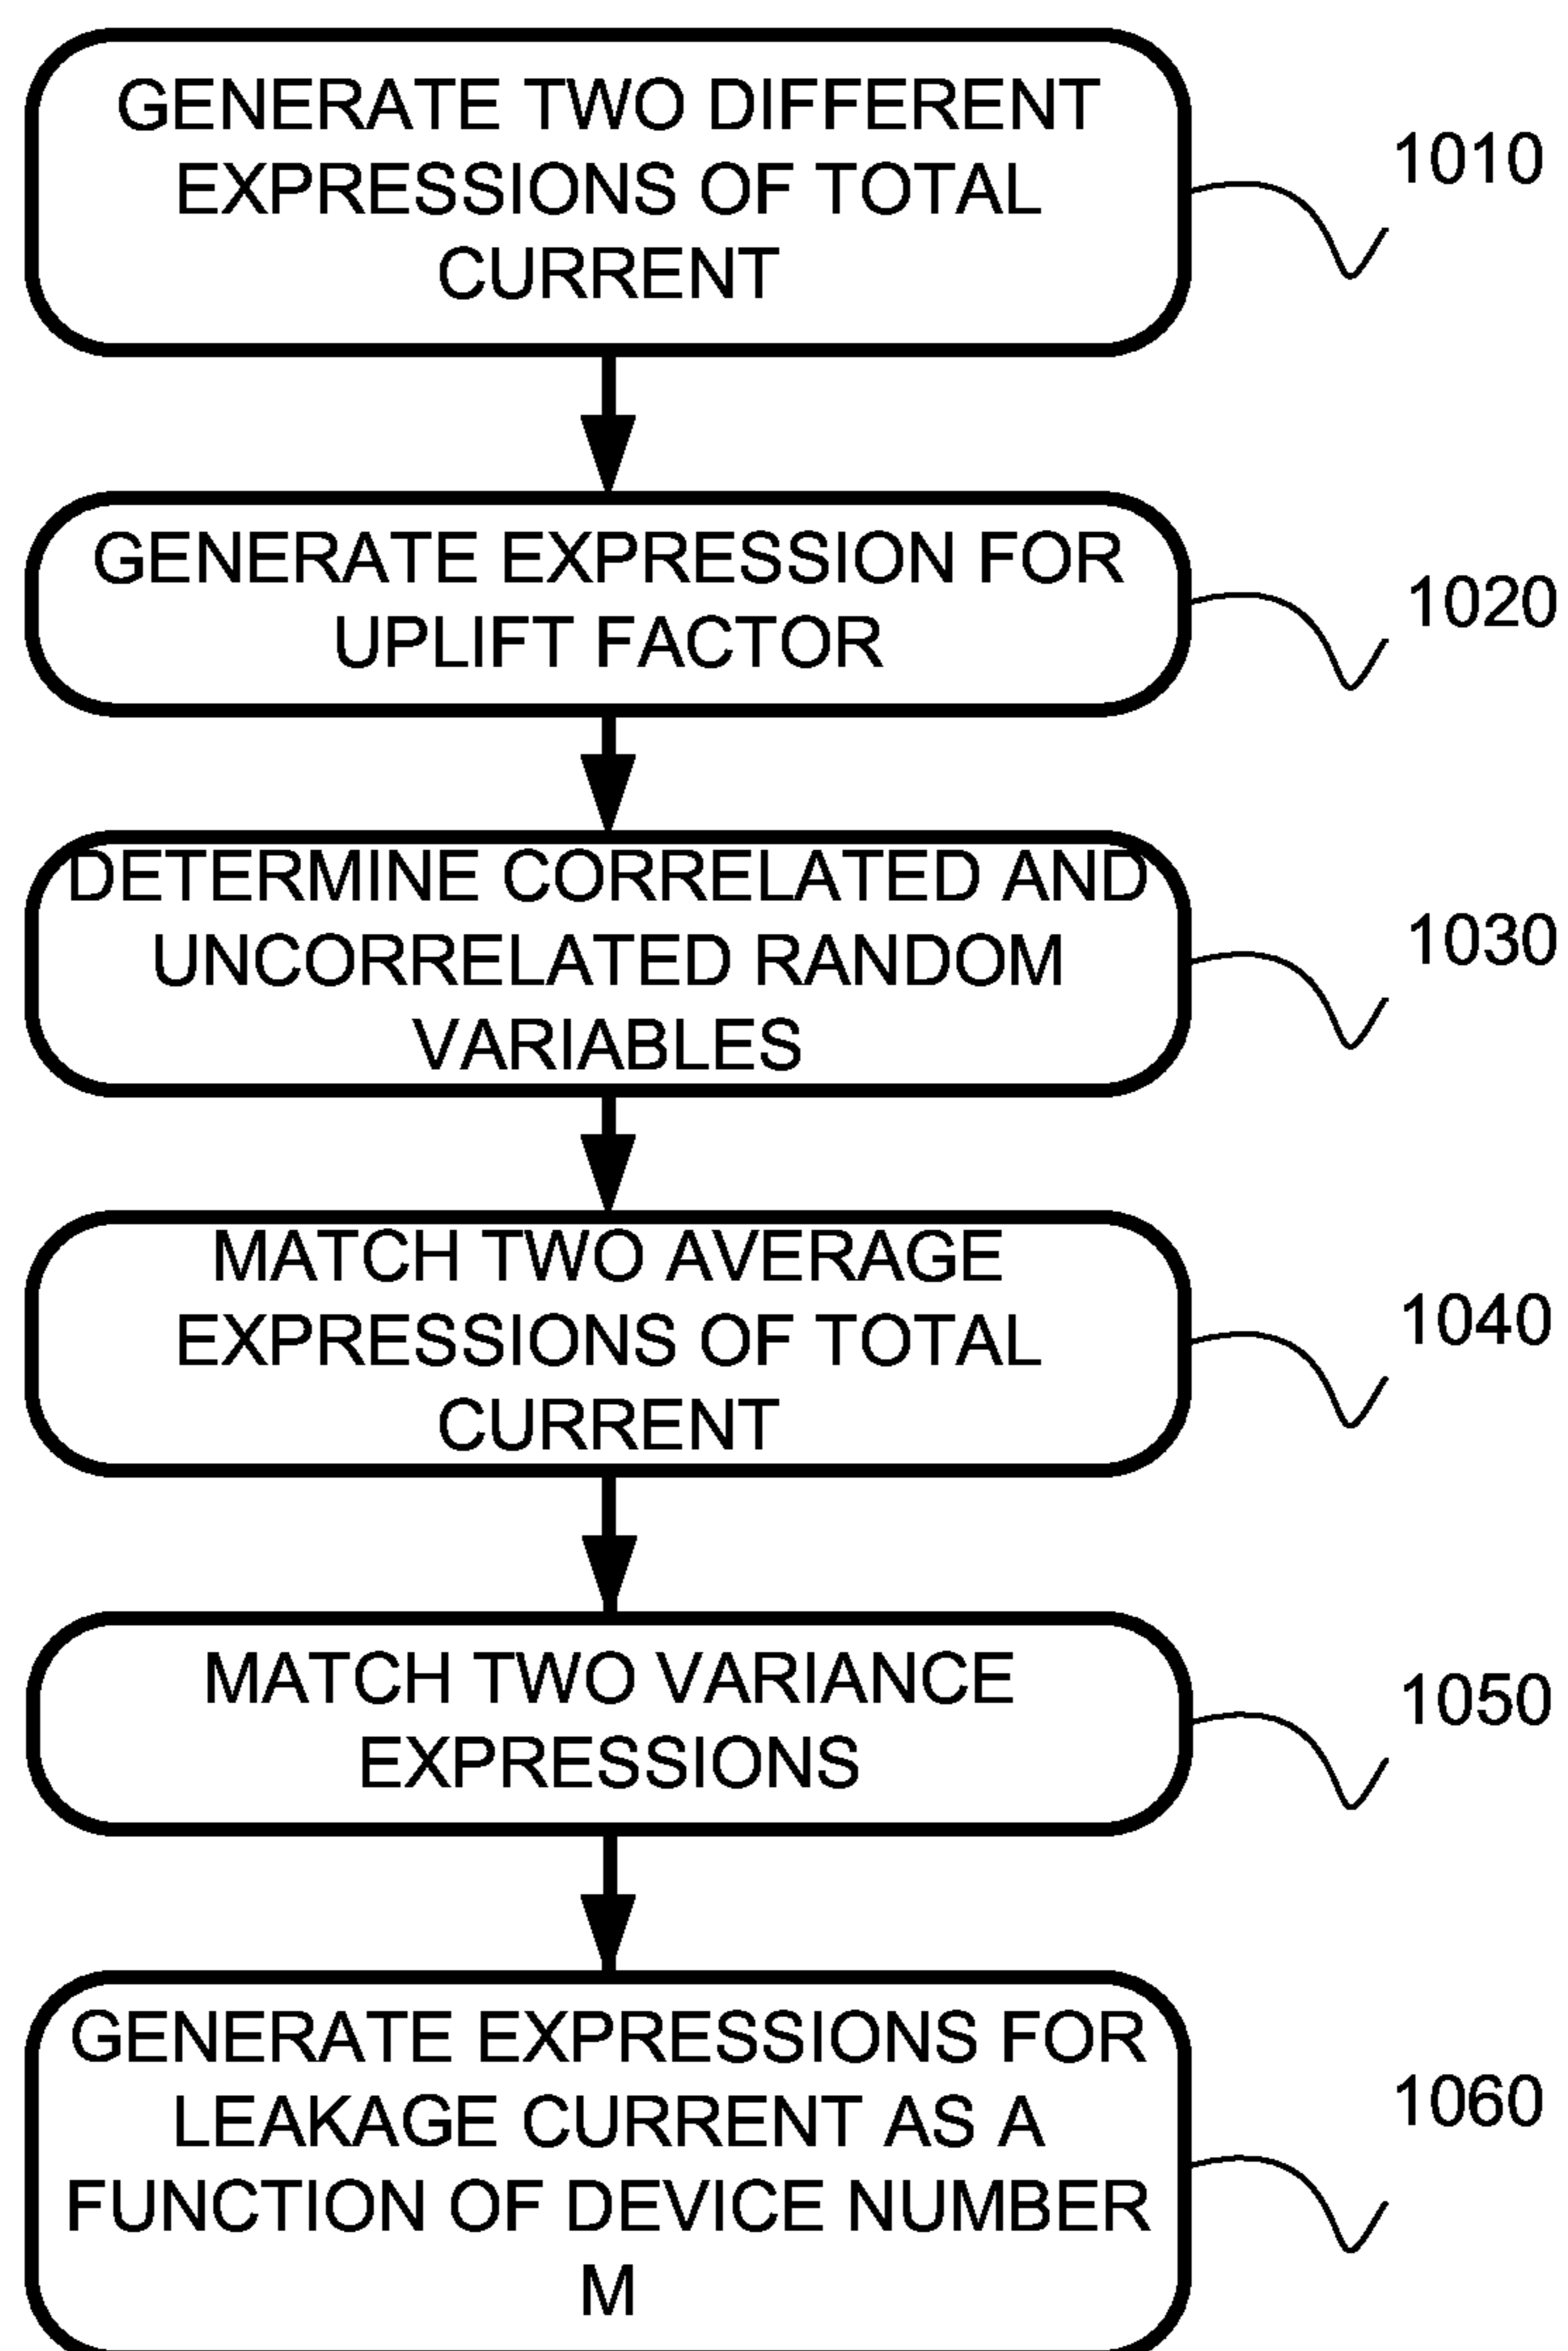 GENERATE TWO DIFFERENT
EXPRESSIONS OF TOTAL
CURRENT
1010
GENERATE EXPRESSION FOR
UPLIFT FACTOR
1020
DETERMINE CORRELATED AND
UNCORRELATED RANDOM
VARIABLES
1030
MATCH TWO AVERAGE
EXPRESSIONS OF TOTAL
CURRENT
1040
MATCH TWO VARIANCE
EXPRESSIONS
1050
GENERATE EXPRESSIONS FOR
LEAKAGE CURRENT AS A
FUNCTION OF DEVICE NUMBER
M
1060